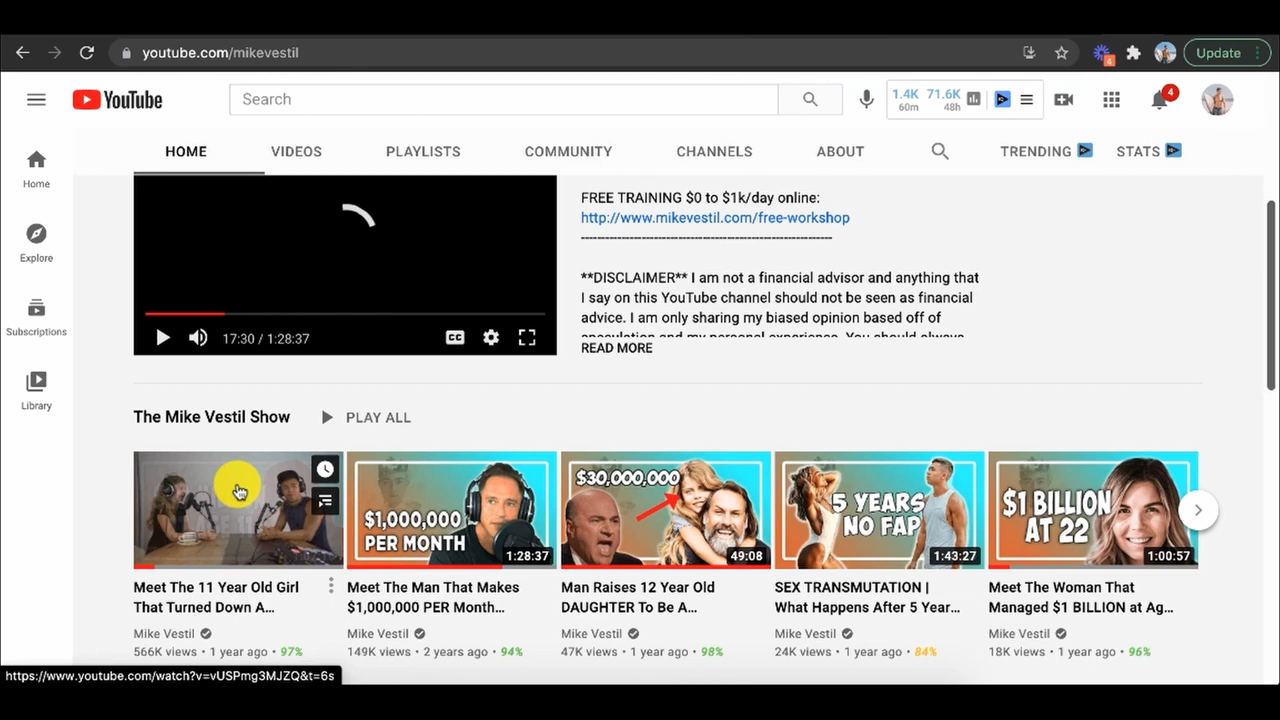 youtube.com/mikevestil
4
Update
YouTube
Search
1.4K 71.6K
60m 48h
4
HOME VIDEOS PLAYLISTS COMMUNITY CHANNELS ABOUT TRENDING STATS
Home
Explore
Subscriptions
Library
17:30 / 1:28:37
CC
FREE TRAINING $0 to $1k/day online:
http://www.mikevestil.com/free-workshop
------------------------------------------------------------
**DISCLAIMER** I am not a financial advisor and anything that
I say on this YouTube channel should not be seen as financial
advice. I am only sharing my biased opinion based off of
speculation and my personal experience. You should always
READ MORE
The Mike Vestil Show
PLAY ALL
Meet The 11 Year Old Girl
That Turned Down A...
Mike Vestil
566K views • 1 year ago • 97%
$1,000,000
PER MONTH
1:28:37
Meet The Man That Makes
$1,000,000 PER Month...
Mike Vestil
149K views • 2 years ago • 94%
$30,000,000
49:08
Man Raises 12 Year Old
DAUGHTER To Be A...
Mike Vestil
47K views • 1 year ago • 98%
5 YEARS
NO FAP
1:43:27
SEX TRANSMUTATION |
What Happens After 5 Year...
Mike Vestil
24K views • 1 year ago • 84%
$1 BILLION
AT 22
1:00:57
Meet The Woman That
Managed $1 BILLION at Ag...
Mike Vestil
18K views • 1 year ago • 96%
https://www.youtube.com/watch?v=vUSPmg3MJZQ&t=6s